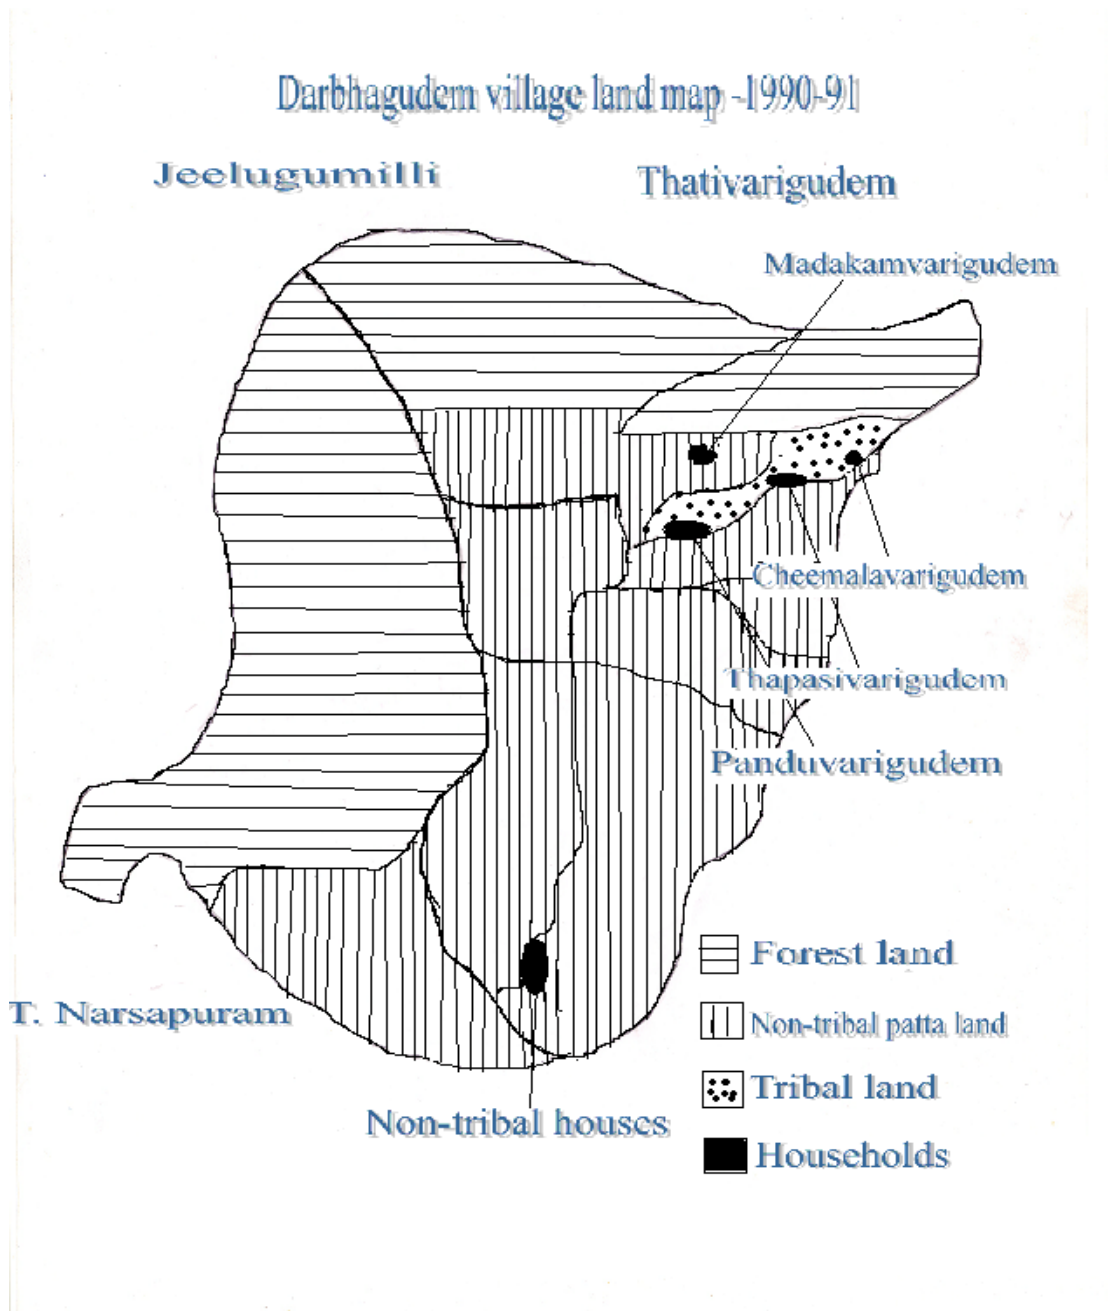 Darbhagudem village land map -1990-91
Jeelugumilli
Thativarigudem
Madakamvarigudem
Cheemalavarigudem
Thapasivarigudem
Panduvarigudem
Forest land
T. Narsapuram
Non-tribal patta land
Tribal land
Non-tribal houses
Households